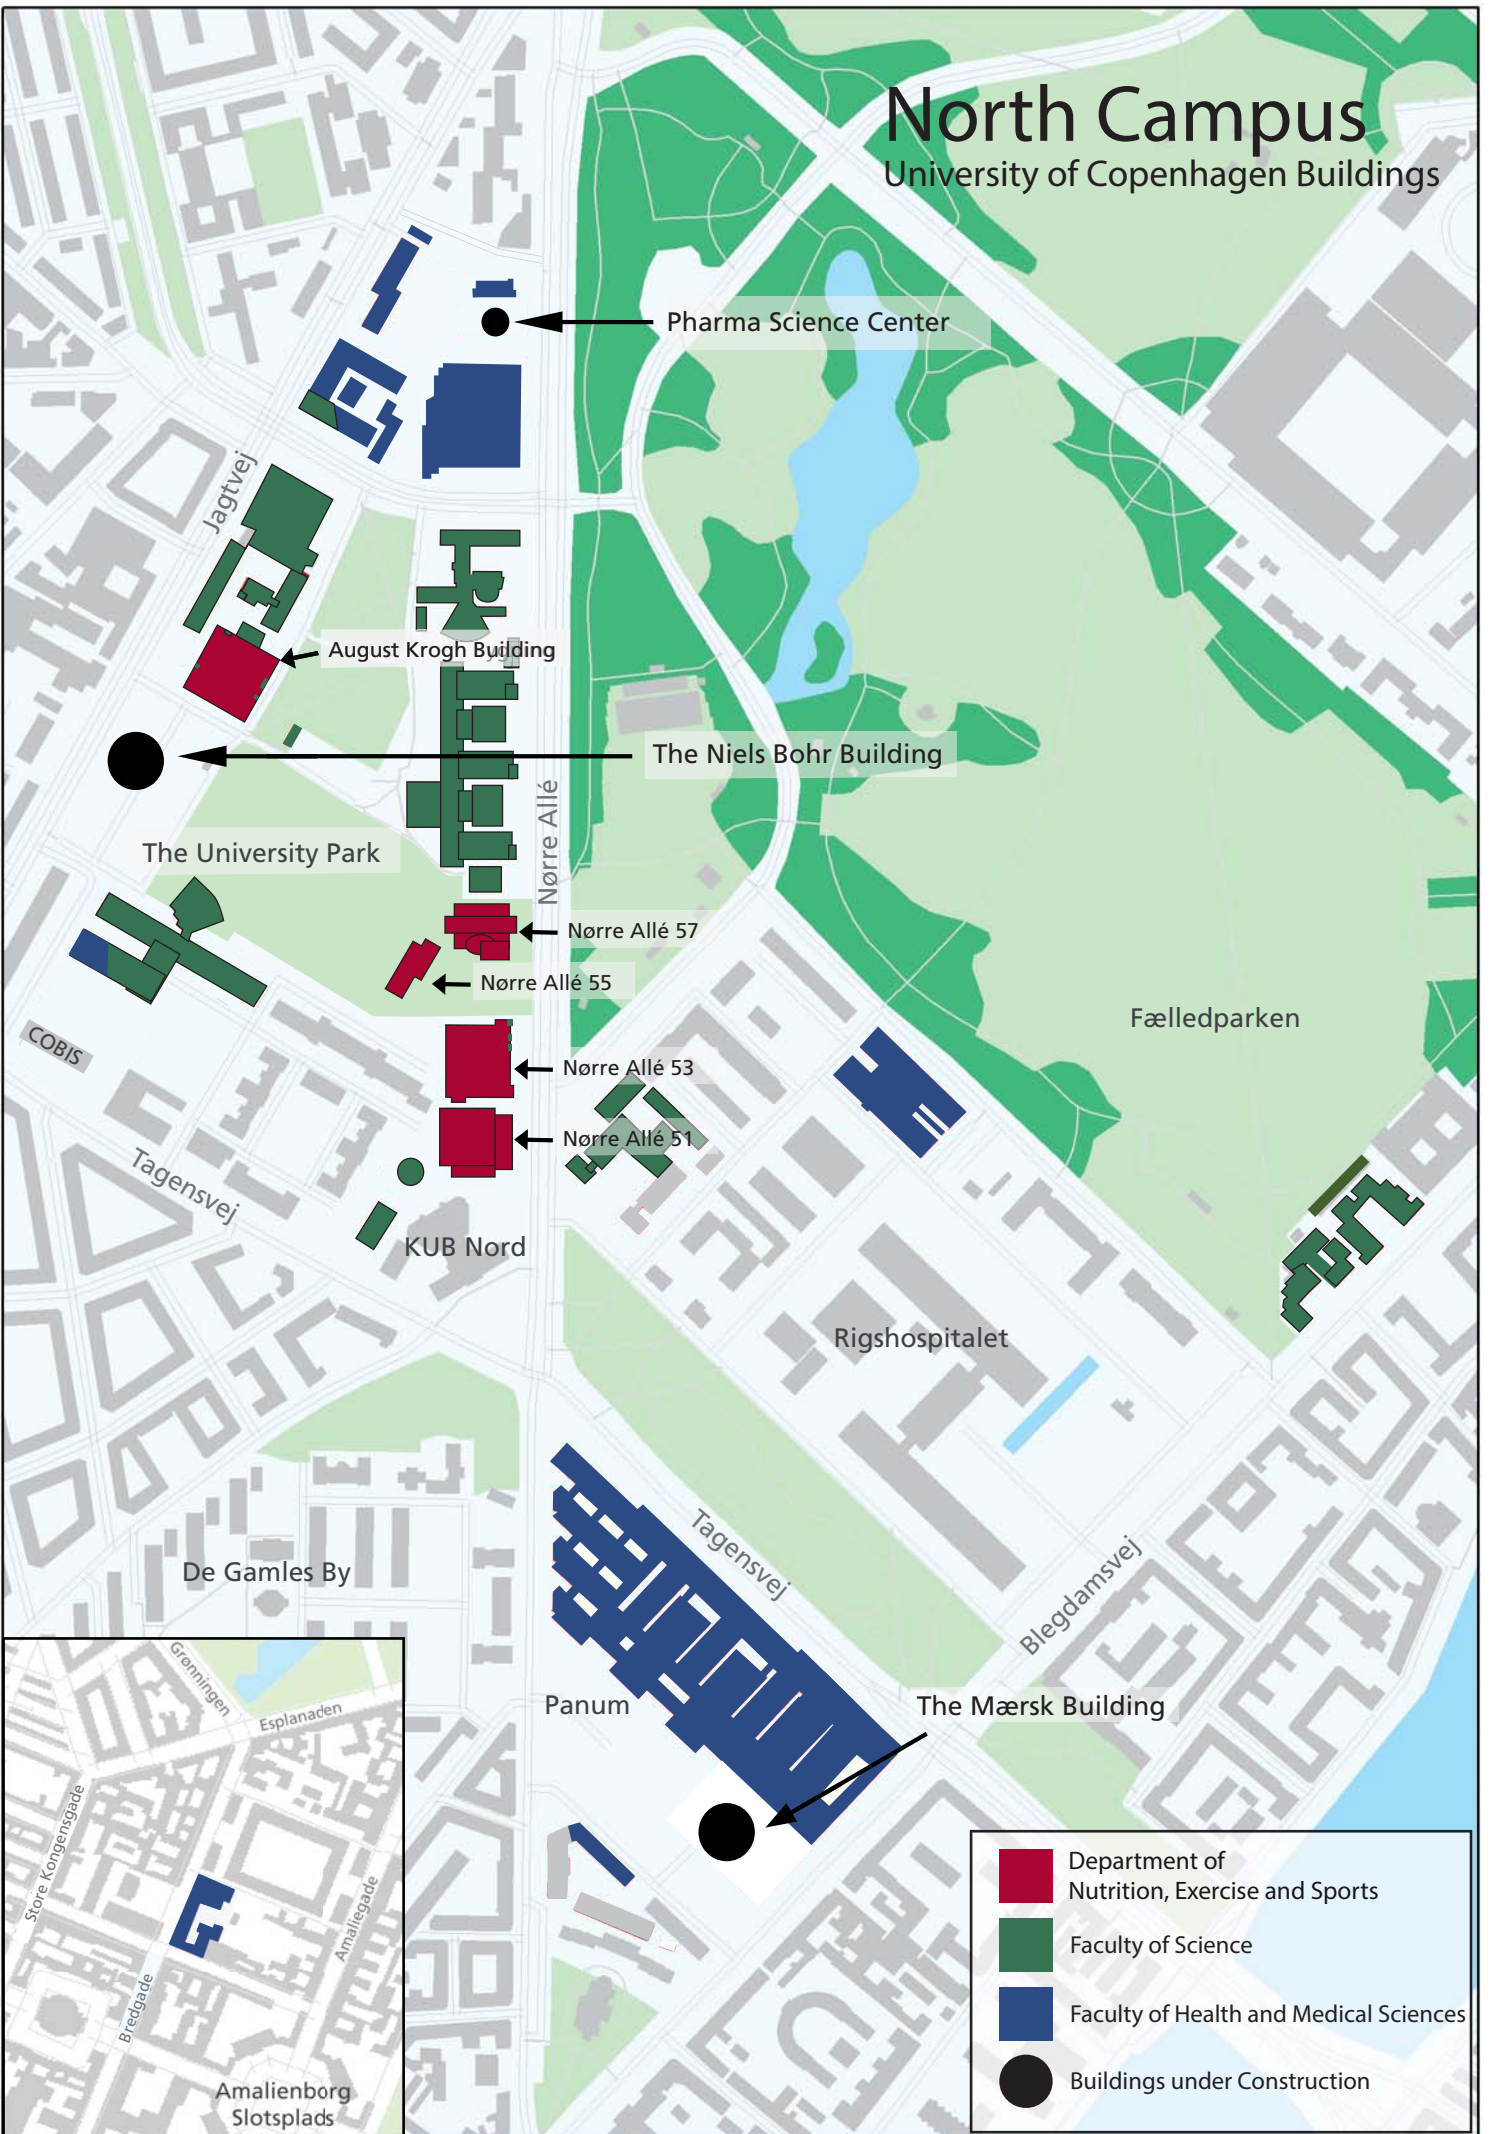 North Campus
University of Copenhagen Buildings
Pharma Science Center
Jagtvej
August Krogh Building
The Niels Bohr Building
Nørre Allé
The University Park
Nørre Allé 57
Nørre Allé 55
Fælledparken
COBIS
Nørre Allé 53
Nørre Allé 51
Tagensvej
KUB Nord
Rigshospitalet
Tagensvej
De Gamles By
Blegdamsvej
Panum
The Mærsk Building
Grønningen
Esplanaden
Store Kongensgade
Amaliegade
Bredgade
Amalienborg
Slotsplads
Department of
Nutrition, Exercise and Sports
Faculty of Science
Faculty of Health and Medical Sciences
Buildings under Construction